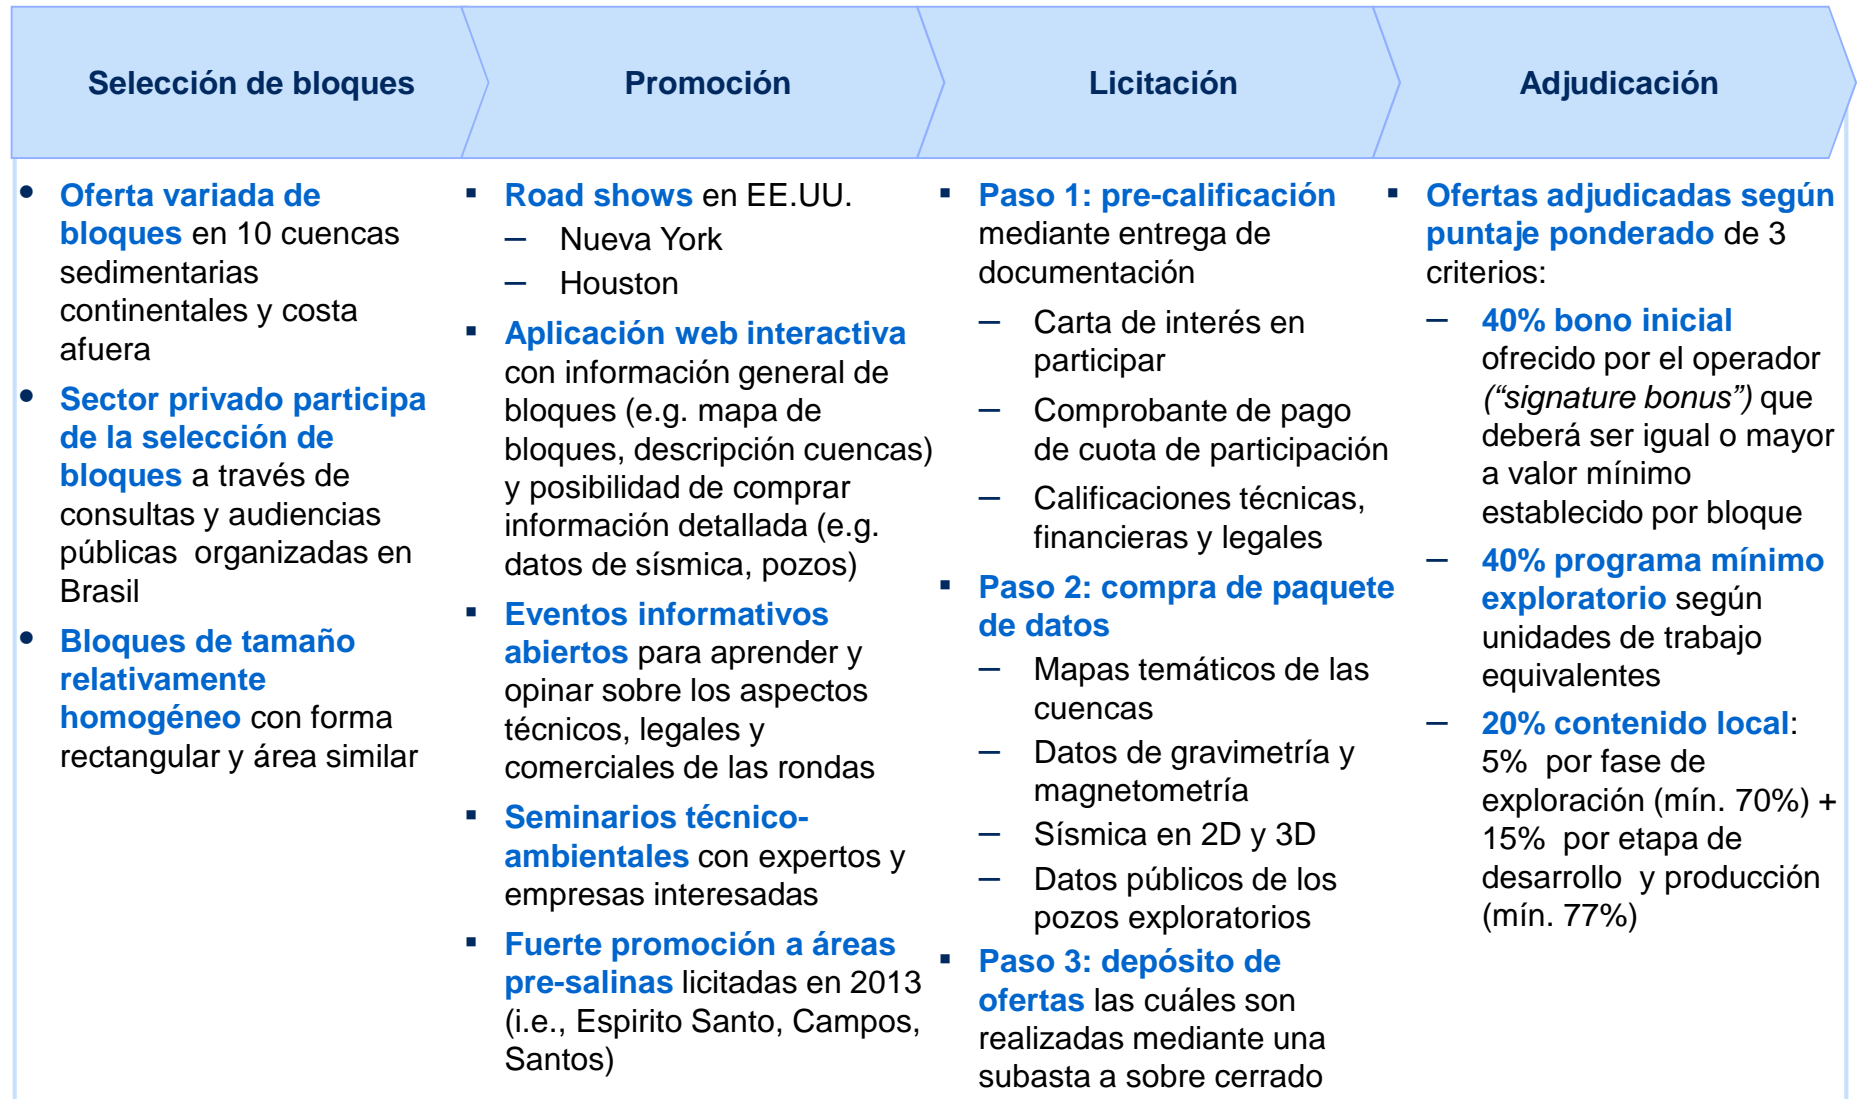 Selección de bloques
Promoción
Licitación
Adjudicación
• Oferta variada de
bloques en 10 cuencas
sedimentarias
continentales y costa
afuera
• Sector privado participa
de la selección de
bloques a través de
consultas y audiencias
públicas organizadas en
Brasil
• Bloques de tamaño
relativamente
homogéneo con forma
rectangular y área similar
▪ Road shows en EE.UU.
– Nueva York
– Houston
▪ Aplicación web interactiva
con información general de
bloques (e.g. mapa de
bloques, descripción cuencas)
y posibilidad de comprar
información detallada (e.g.
datos de sísmica, pozos)
▪ Eventos informativos
abiertos para aprender y
opinar sobre los aspectos
técnicos, legales y
comerciales de las rondas
▪ Seminarios técnico-
ambientales con expertos y
empresas interesadas
▪ Fuerte promoción a áreas
pre-salinas licitadas en 2013
(i.e., Espirito Santo, Campos,
Santos)
▪ Paso 1: pre-calificación
mediante entrega de
documentación
– Carta de interés en
participar
– Comprobante de pago
de cuota de participación
– Calificaciones técnicas,
financieras y legales
▪ Paso 2: compra de paquete
de datos
– Mapas temáticos de las
cuencas
– Datos de gravimetría y
magnetometría
– Sísmica en 2D y 3D
– Datos públicos de los
pozos exploratorios
▪ Paso 3: depósito de
ofertas las cuáles son
realizadas mediante una
subasta a sobre cerrado
▪ Ofertas adjudicadas según
puntaje ponderado de 3
criterios:
– 40% bono inicial
ofrecido por el operador
(“signature bonus”) que
deberá ser igual o mayor
a valor mínimo
establecido por bloque
– 40% programa mínimo
exploratorio según
unidades de trabajo
equivalentes
– 20% contenido local:
5% por fase de
exploración (mín. 70%) +
15% por etapa de
desarrollo y producción
(mín. 77%)